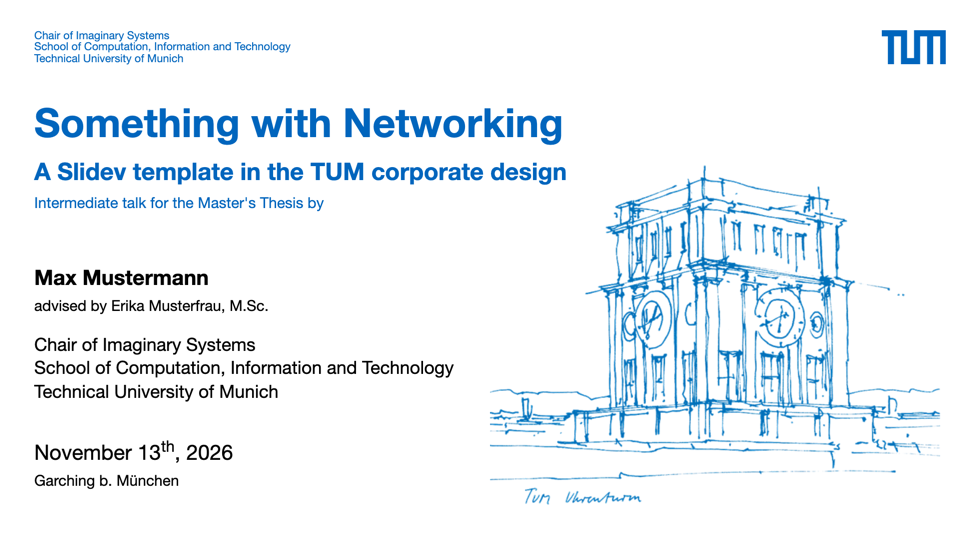 Chair of Imaginary Systems
School of Computation, Information and Technology
Technical University of Munich
TUM
Something with Networking
A Slidev template in the TUM corporate design
Intermediate talk for the Master's Thesis by
Max Mustermann
advised by Erika Musterfrau, M.Sc.
Chair of Imaginary Systems
School of Computation, Information and Technology
Technical University of Munich
November 13th, 2026
Garching b. München
TUM Uhrenturm